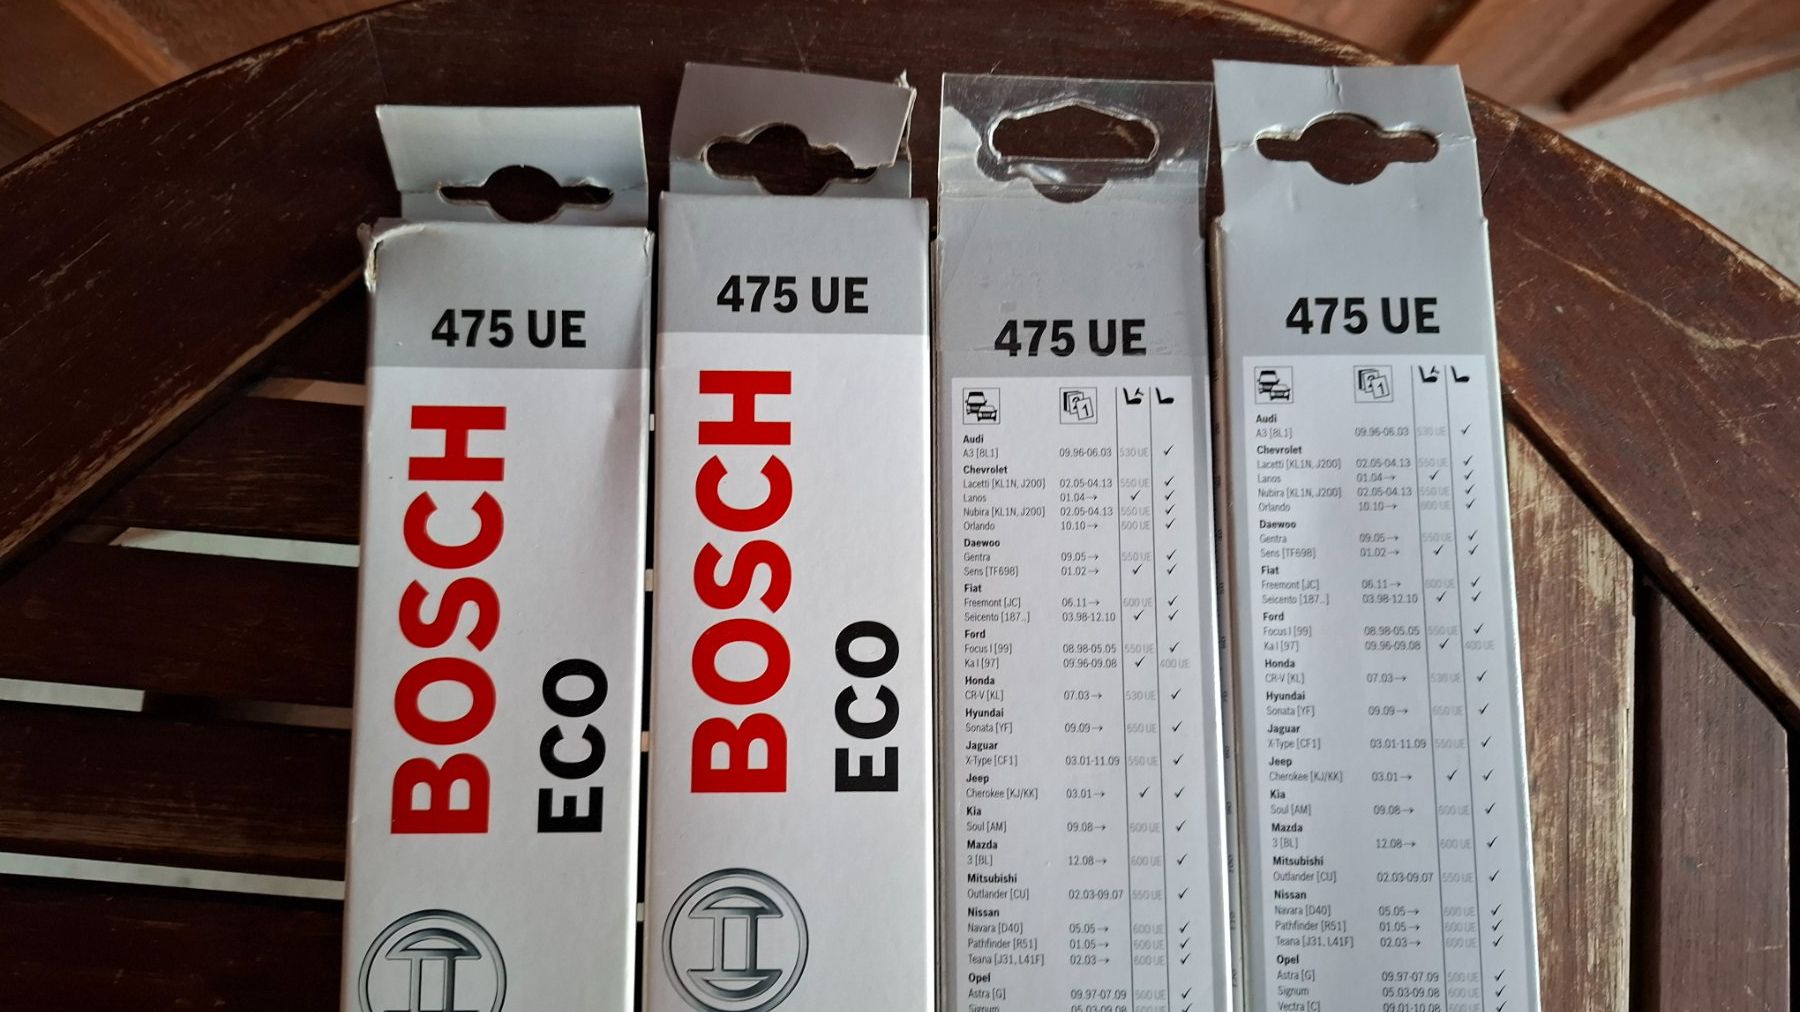 475 UE
BOSCH
ECO
475 UE
BOSCH
ECO
475 UE
Audi
A3 [8L1] 09.96-06.03 530 UE ✓
Chevrolet
Lacetti [KL1N, J200] 02.05-04.13 550 UE ✓
Lanos 01.04→ ✓ ✓
Nubira [KL1N, J200] 02.05-04.13 550 UE ✓
Orlando 10.10→ 600 UE ✓
Daewoo
Gentra 09.05→ 550 UE ✓
Sens [TF698] 01.02→ ✓ ✓
Fiat
Freemont [JC] 06.11→ 600 UE ✓
Seicento [187..] 03.98-12.10 ✓ ✓
Ford
Focus I [99] 08.98-05.05 550 UE ✓
Ka I [97] 09.96-09.08 ✓ 400 UE
Honda
CR-V [KL] 07.03→ 530 UE ✓
Hyundai
Sonata [YF] 09.09→ 650 UE ✓
Jaguar
X-Type [CF1] 03.01-11.09 550 UE ✓
Jeep
Cherokee [KJ/KK] 03.01→ ✓ ✓
Kia
Soul [AM] 09.08→ 600 UE ✓
Mazda
3 [BL] 12.08→ 600 UE ✓
Mitsubishi
Outlander [CU] 02.03-09.07 550 UE ✓
Nissan
Navara [D40] 05.05→ 600 UE ✓
Pathfinder [R51] 01.05→ 600 UE ✓
Teana [J31, L41F] 02.03→ 600 UE ✓
Opel
Astra [G] 09.97-07.09 500 UE ✓
Signum 05.03-09.08 600 UE ✓
475 UE
Audi
A3 [8L1] 09.96-06.03 530 UE ✓
Chevrolet
Lacetti [KL1N, J200] 02.05-04.13 550 UE ✓
Lanos 01.04→ ✓ ✓
Nubira [KL1N, J200] 02.05-04.13 550 UE ✓
Orlando 10.10→ 600 UE ✓
Daewoo
Gentra 09.05→ 550 UE ✓
Sens [TF698] 01.02→ ✓ ✓
Fiat
Freemont [JC] 06.11→ 600 UE ✓
Seicento [187..] 03.98-12.10 ✓ ✓
Ford
Focus I [99] 08.98-05.05 550 UE ✓
Ka I [97] 09.96-09.08 ✓ 400 UE
Honda
CR-V [KL] 07.03→ 530 UE ✓
Hyundai
Sonata [YF] 09.09→ 650 UE ✓
Jaguar
X-Type [CF1] 03.01-11.09 550 UE ✓
Jeep
Cherokee [KJ/KK] 03.01→ ✓ ✓
Kia
Soul [AM] 09.08→ 600 UE ✓
Mazda
3 [BL] 12.08→ 600 UE ✓
Mitsubishi
Outlander [CU] 02.03-09.07 550 UE ✓
Nissan
Navara [D40] 05.05→ 600 UE ✓
Pathfinder [R51] 01.05→ 600 UE ✓
Teana [J31, L41F] 02.03→ 600 UE ✓
Opel
Astra [G] 09.97-07.09 500 UE ✓
Signum 05.03-09.08 600 UE ✓
Vectra [C] 09.01-10.08 600 UE ✓